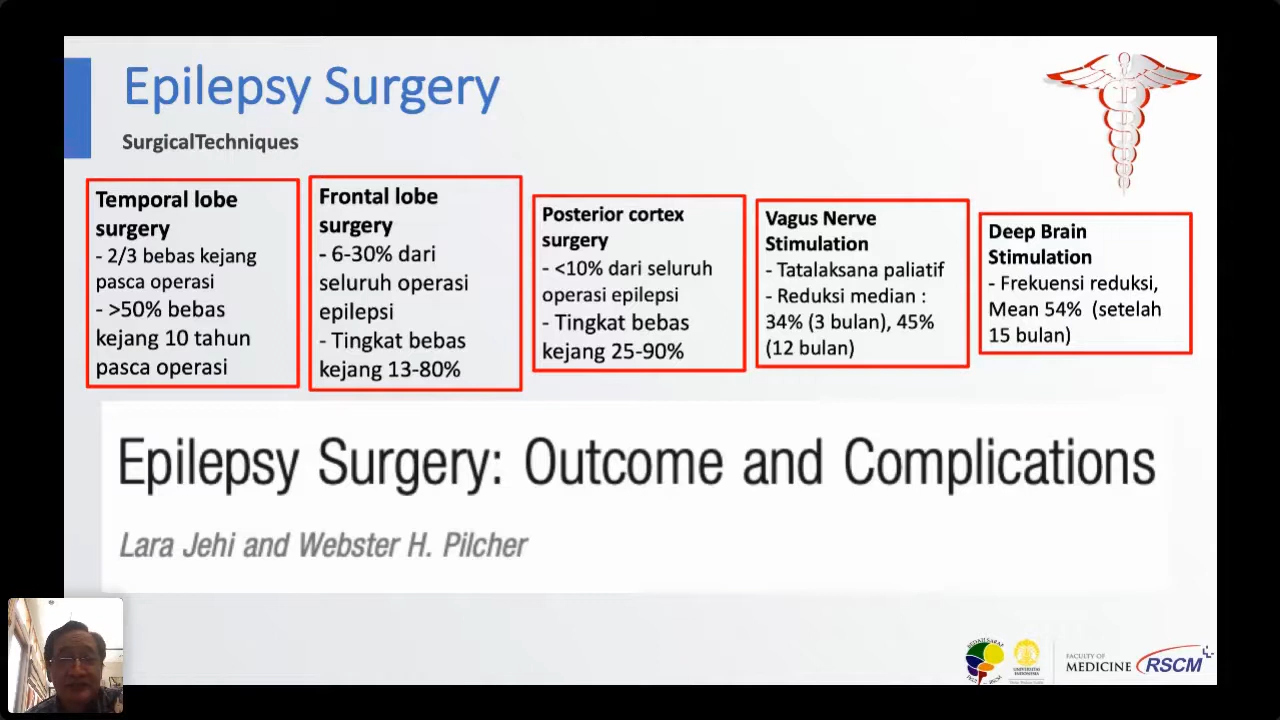 Epilepsy Surgery
SurgicalTechniques
Temporal lobe
surgery
- 2/3 bebas kejang
pasca operasi
- >50% bebas
kejang 10 tahun
pasca operasi
Frontal lobe
surgery
- 6-30% dari
seluruh operasi
epilepsi
- Tingkat bebas
kejang 13-80%
Posterior cortex
surgery
- <10% dari seluruh
operasi epilepsi
- Tingkat bebas
kejang 25-90%
Vagus Nerve
Stimulation
- Tatalaksana paliatif
- Reduksi median :
34% (3 bulan), 45%
(12 bulan)
Deep Brain
Stimulation
- Frekuensi reduksi,
Mean 54% (setelah
15 bulan)
Epilepsy Surgery: Outcome and Complications
Lara Jehi and Webster H. Pilcher
UNIVERSITAS
INDONESIA
FACULTY OF
MEDICINE
RSCM